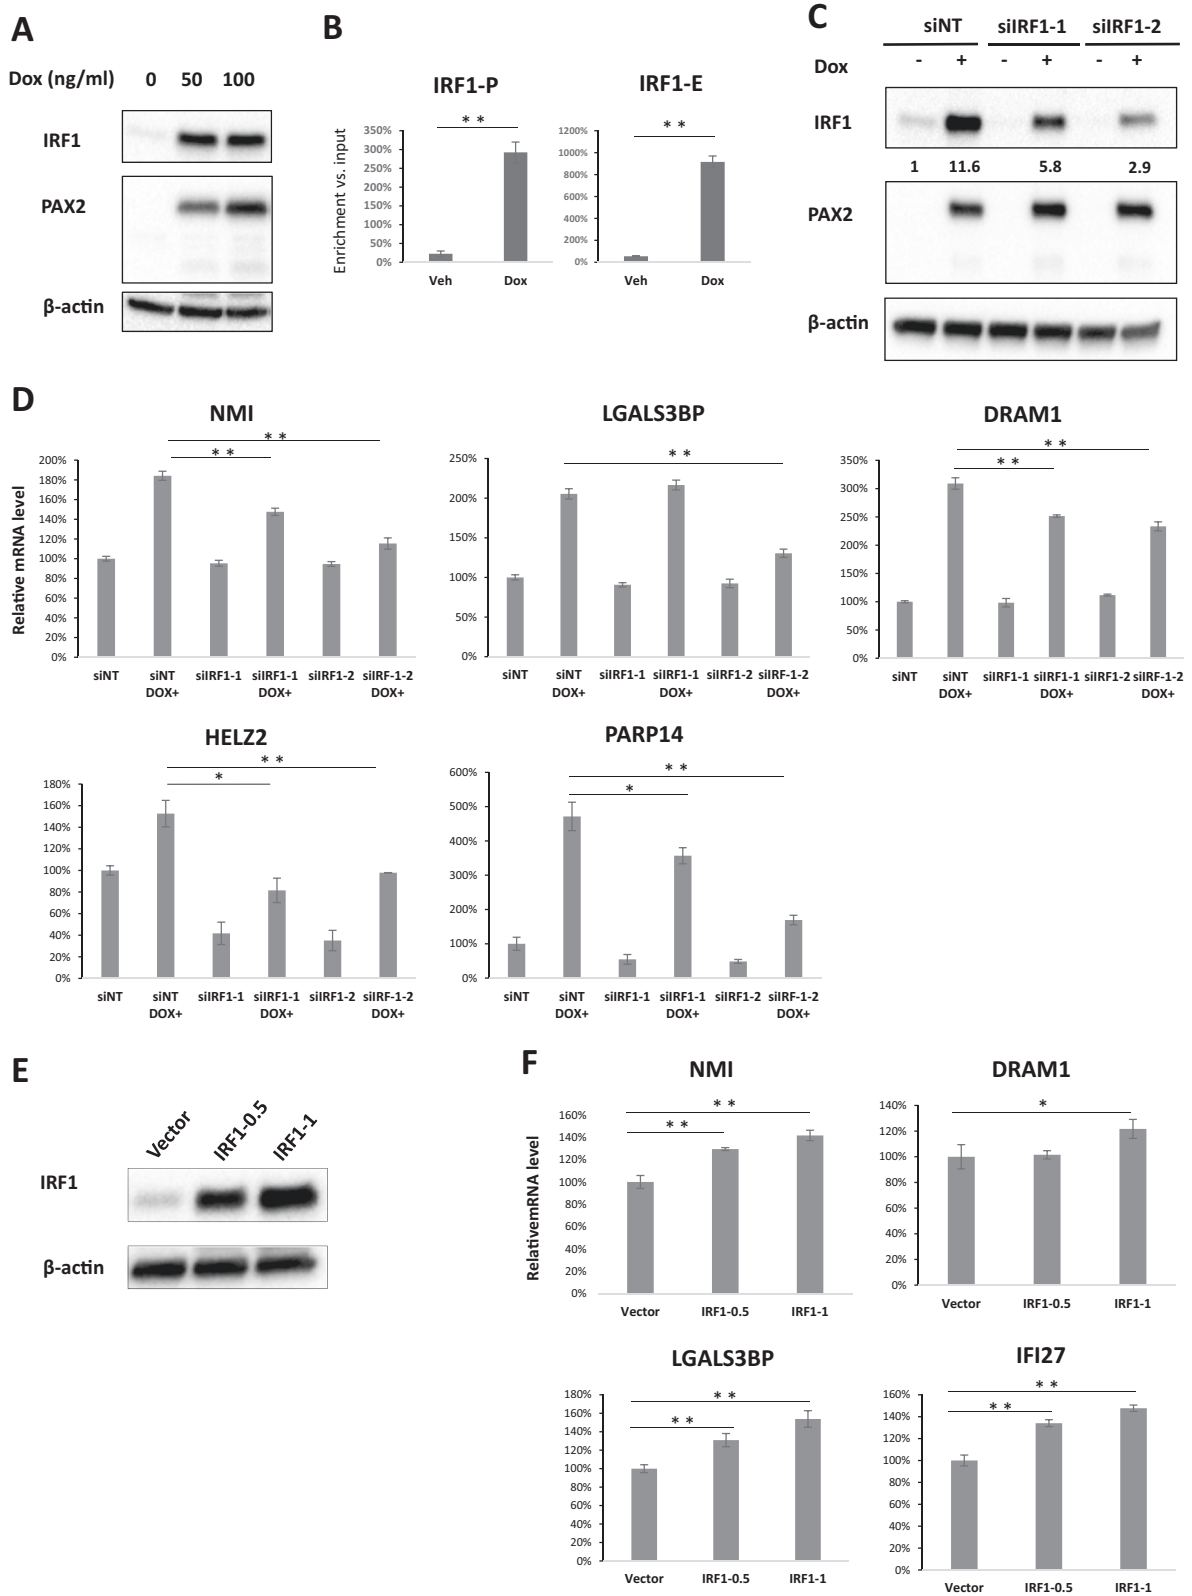 A
Dox (ng/ml) 0 50 100
IRF1
PAX2
β-actin
B
IRF1-P
IRF1-E
Enrichment vs. input
350%
300%
250%
200%
150%
100%
50%
0%
* *
Veh Dox
1200%
1000%
800%
600%
400%
200%
0%
* *
Veh Dox
C
siNT siIRF1-1 siIRF1-2
Dox - + - + - +
IRF1
1 11.6 5.8 2.9
PAX2
β-actin
D
NMI
Relative mRNA level
* *
* *
200%
180%
160%
140%
120%
100%
80%
60%
40%
20%
0%
siNT siNT siIRF1-1 siIRF1-1 siIRF1-2 siIRF-1-2
DOX+ DOX+ DOX+
LGALS3BP
* *
250%
200%
150%
100%
50%
0%
siNT siNT siIRF1-1 siIRF1-1 siIRF1-2 siIRF-1-2
DOX+ DOX+ DOX+
DRAM1
* *
* *
350%
300%
250%
200%
150%
100%
50%
0%
siNT siNT siIRF1-1 siIRF1-1 siIRF1-2 siIRF-1-2
DOX+ DOX+ DOX+
HELZ2
* *
*
180%
160%
140%
120%
100%
80%
60%
40%
20%
0%
siNT siNT siIRF1-1 siIRF1-1 siIRF1-2 siIRF-1-2
DOX+ DOX+ DOX+
PARP14
* *
*
600%
500%
400%
300%
200%
100%
0%
siNT siNT siIRF1-1 siIRF1-1 siIRF1-2 siIRF-1-2
DOX+ DOX+ DOX+
E
Vector IRF1-0.5 IRF1-1
IRF1
β-actin
F
NMI
RelativemRNA level
* *
* *
160%
140%
120%
100%
80%
60%
40%
20%
0%
Vector IRF1-0.5 IRF1-1
DRAM1
*
140%
120%
100%
80%
60%
40%
20%
0%
Vector IRF1-0.5 IRF1-1
LGALS3BP
* *
* *
180%
160%
140%
120%
100%
80%
60%
40%
20%
0%
Vector IRF1-0.5 IRF1-1
IFI27
* *
* *
160%
140%
120%
100%
80%
60%
40%
20%
0%
Vector IRF1-0.5 IRF1-1